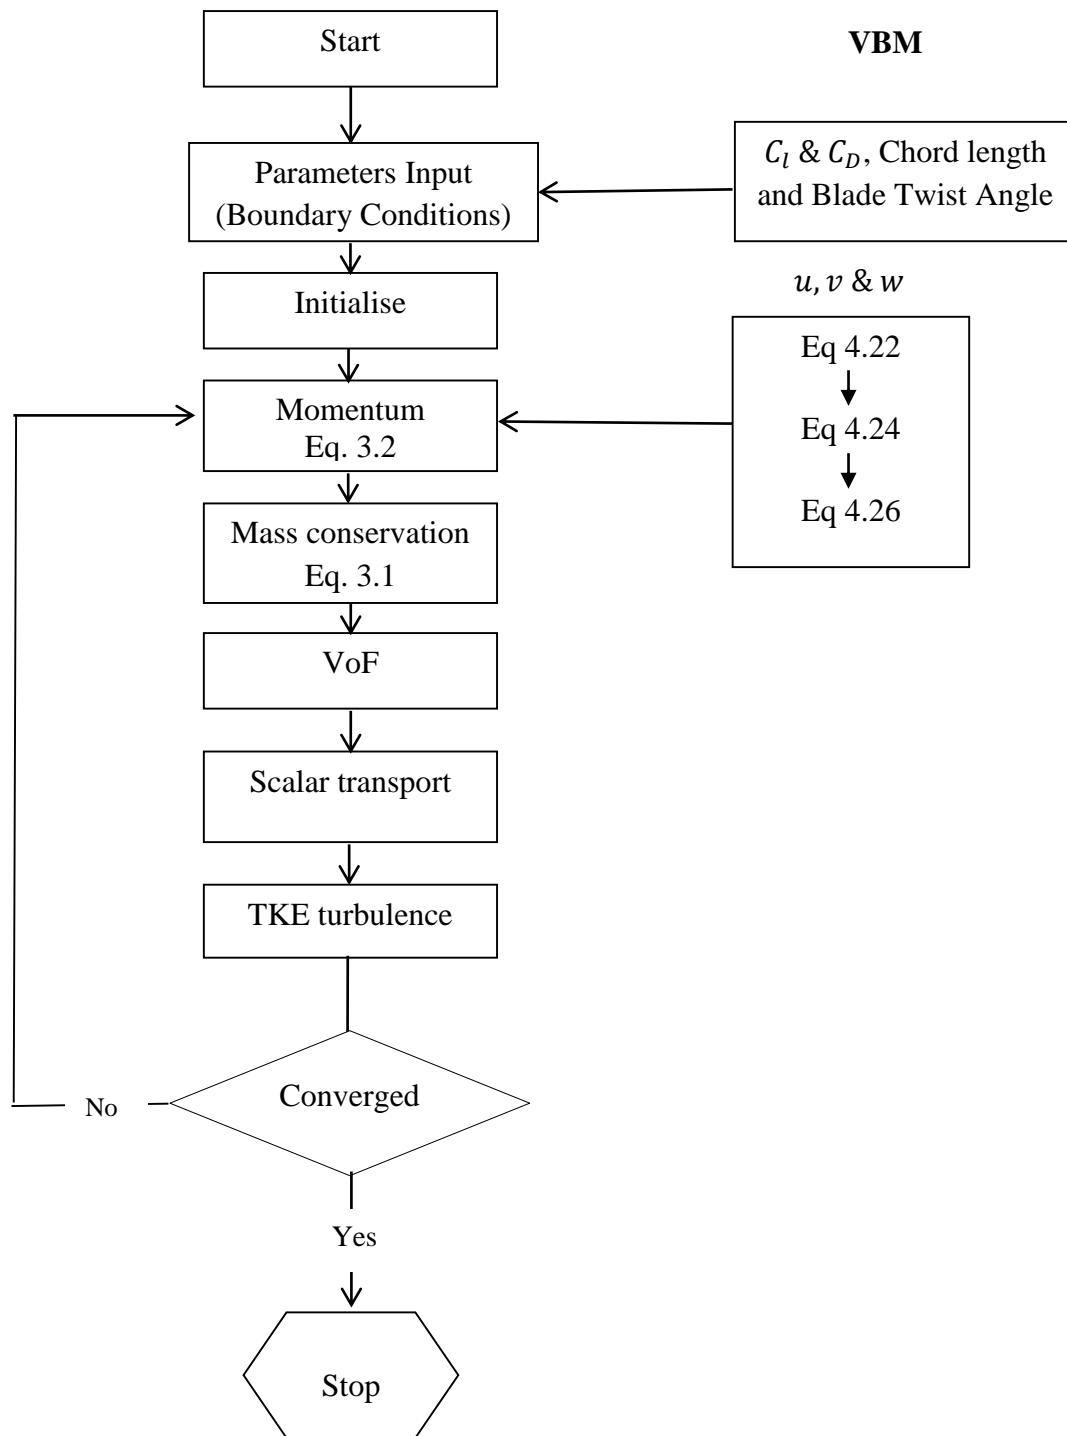 Start
VBM
Parameters Input
(Boundary Conditions)
C_l & C_D, Chord length
and Blade Twist Angle
Initialise
u, v & w
Momentum
Eq. 3.2
Eq 4.22
Eq 4.24
Eq 4.26
Mass conservation
Eq. 3.1
VoF
Scalar transport
TKE turbulence
Converged
No
Yes
Stop